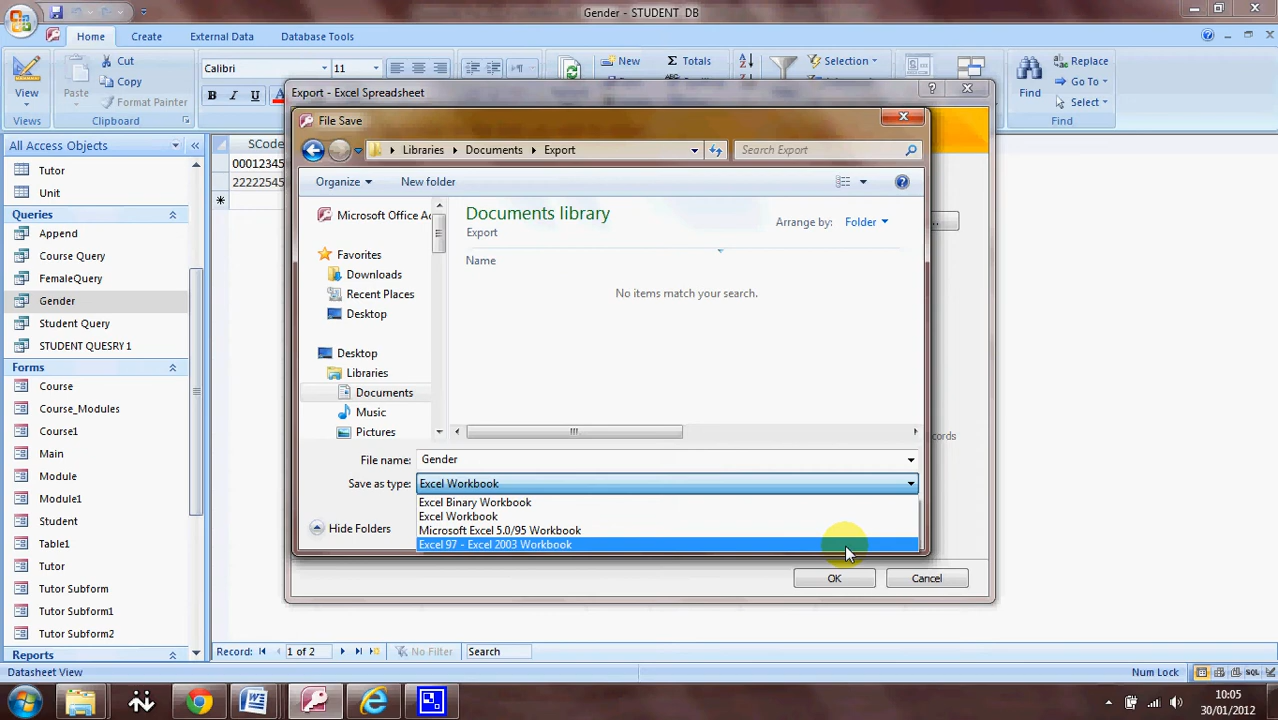 Gender - STUDENT_DB
Home Create External Data Database Tools
View
Views
Paste
Cut
Copy
Format Painter
Clipboard
Calibri 11
B I U A
New
Totals
Selection
Find
Replace
Go To
Select
Find
All Access Objects
Tutor
Unit
Queries
Append
Course Query
FemaleQuery
Gender
Student Query
STUDENT QUESRY 1
Forms
Course
Course_Modules
Course1
Main
Module
Module1
Student
Table1
Tutor
Tutor Subform
Tutor Subform1
Tutor Subform2
Reports
SCode
00012345
22222545
Export - Excel Spreadsheet
File Save
Libraries Documents Export
Search Export
Organize New folder
Microsoft Office Ac
Favorites
Downloads
Recent Places
Desktop
Desktop
Libraries
Documents
Music
Pictures
Documents library
Export
Arrange by: Folder
Name
No items match your search.
File name: Gender
Save as type: Excel Workbook
Excel Binary Workbook
Excel Workbook
Microsoft Excel 5.0/95 Workbook
Excel 97 - Excel 2003 Workbook
Hide Folders
OK Cancel
Record: 1 of 2 No Filter Search
Datasheet View
Num Lock
SQL
10:05
30/01/2012